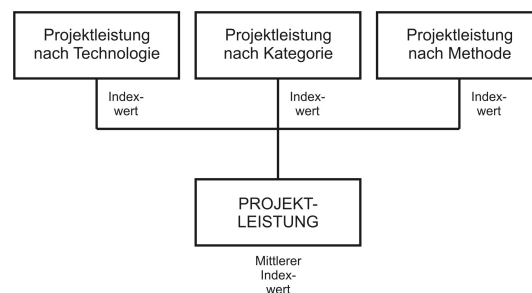 Projektleistung
nach Technologie
Projektleistung
nach Kategorie
Projektleistung
nach Methode
Index-
wert
Index-
wert
Index-
wert
PROJEKT-
LEISTUNG
Mittlerer
Index-
wert